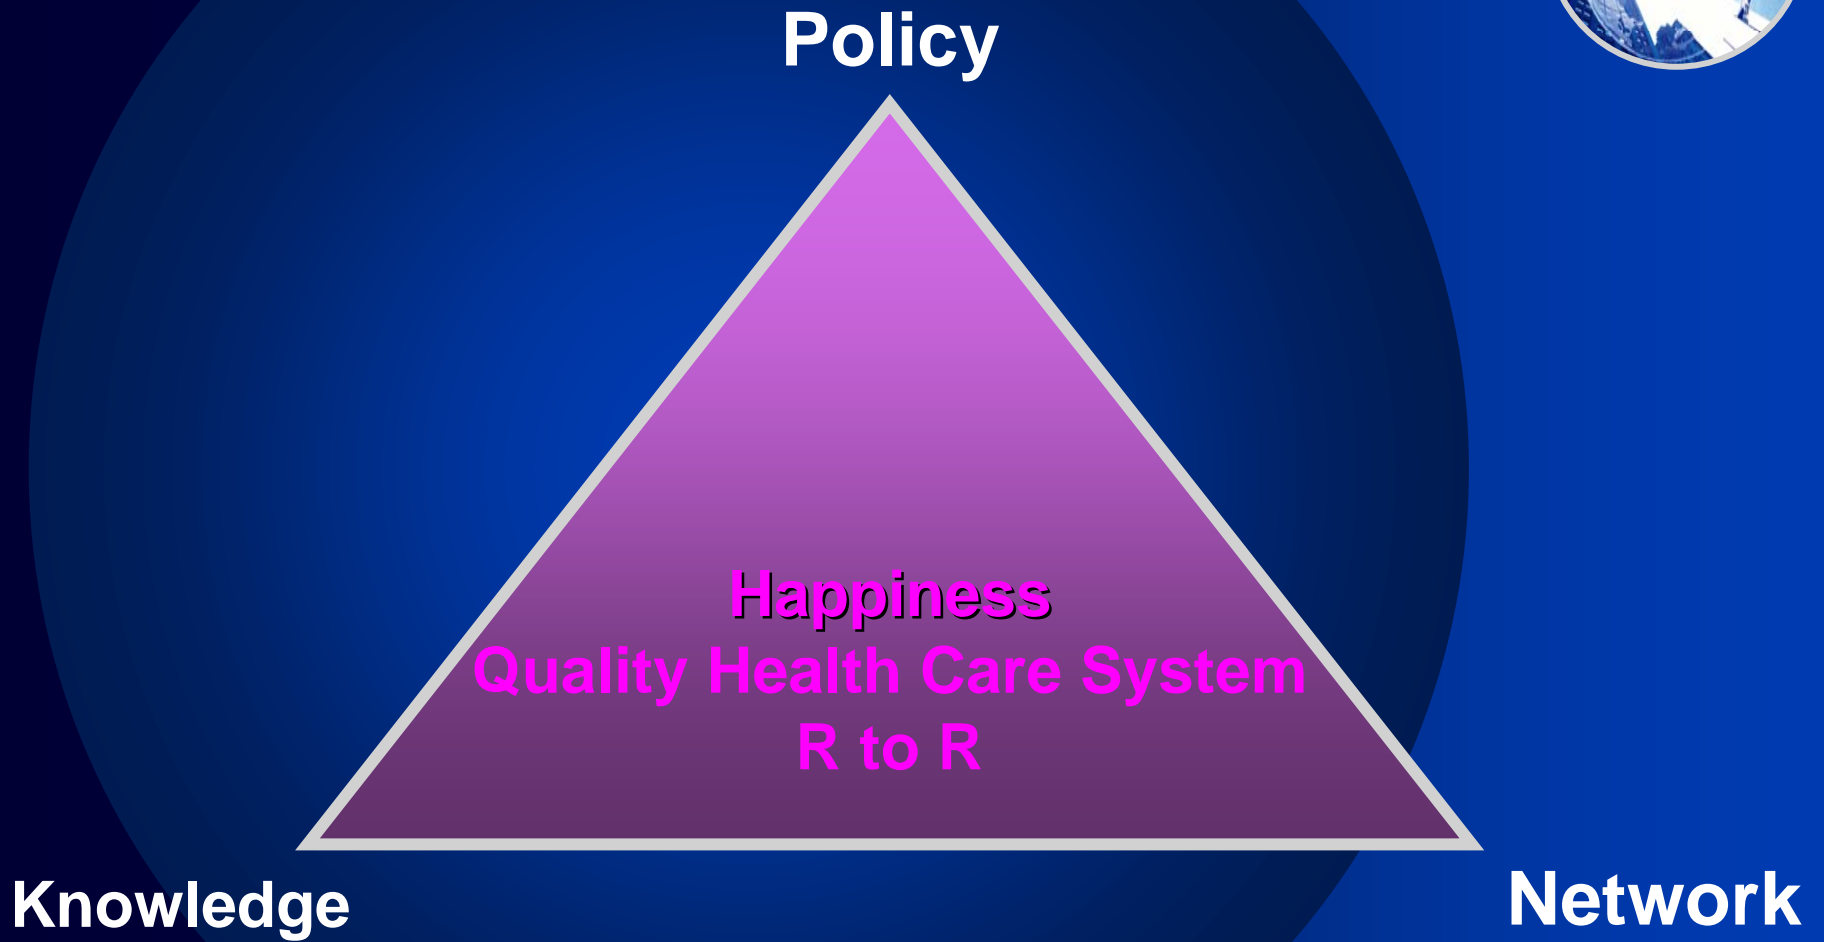 Policy
Happiness
Quality Health Care System
R to R
Knowledge
Network